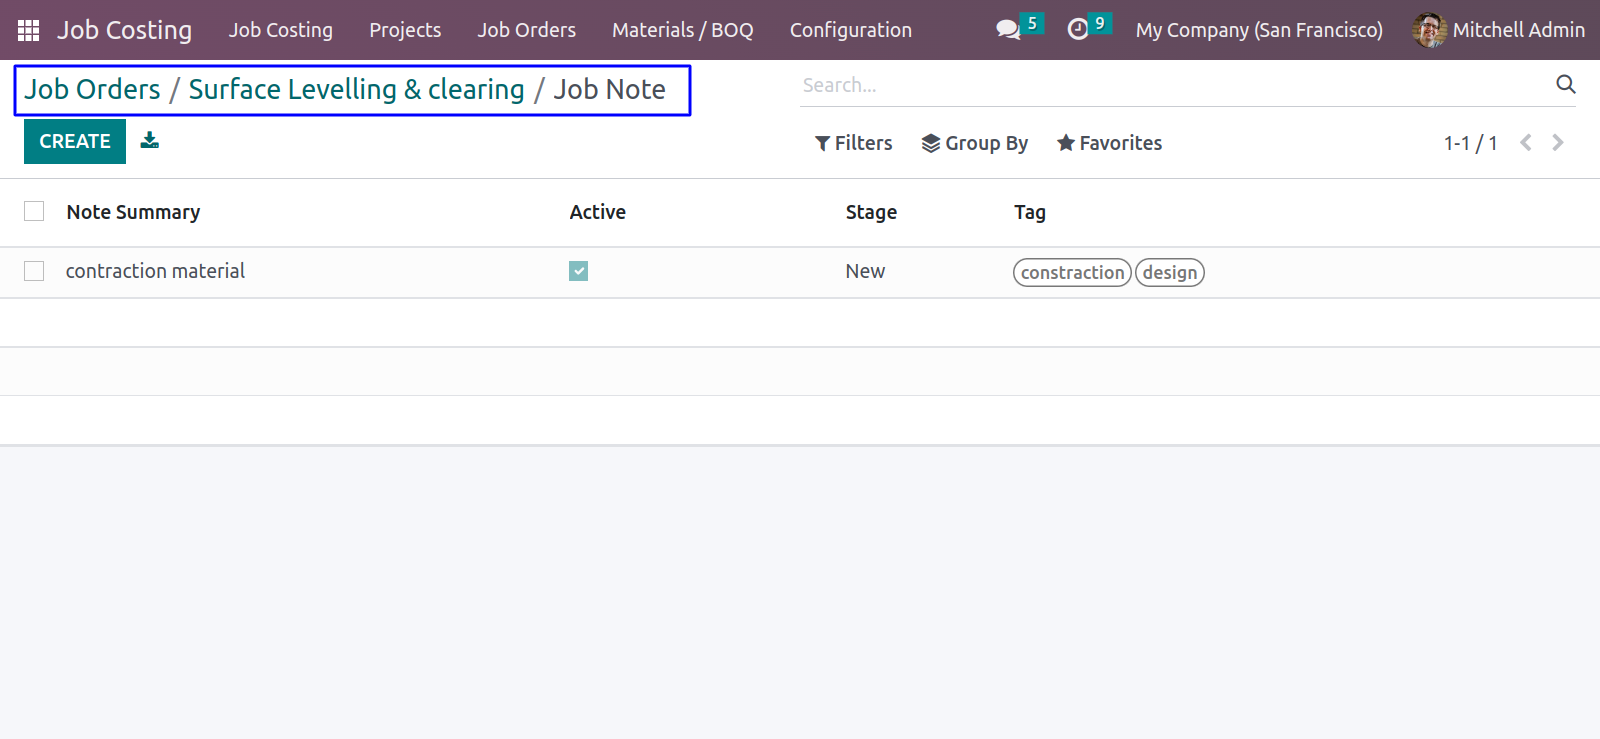 Job Costing Job Costing Projects Job Orders Materials / BOQ Configuration 5 9 My Company (San Francisco) Mitchell Admin
Job Orders / Surface Levelling & clearing / Job Note Search...
CREATE Filters Group By Favorites 1-1 / 1
Note Summary Active Stage Tag
contraction material New constraction design